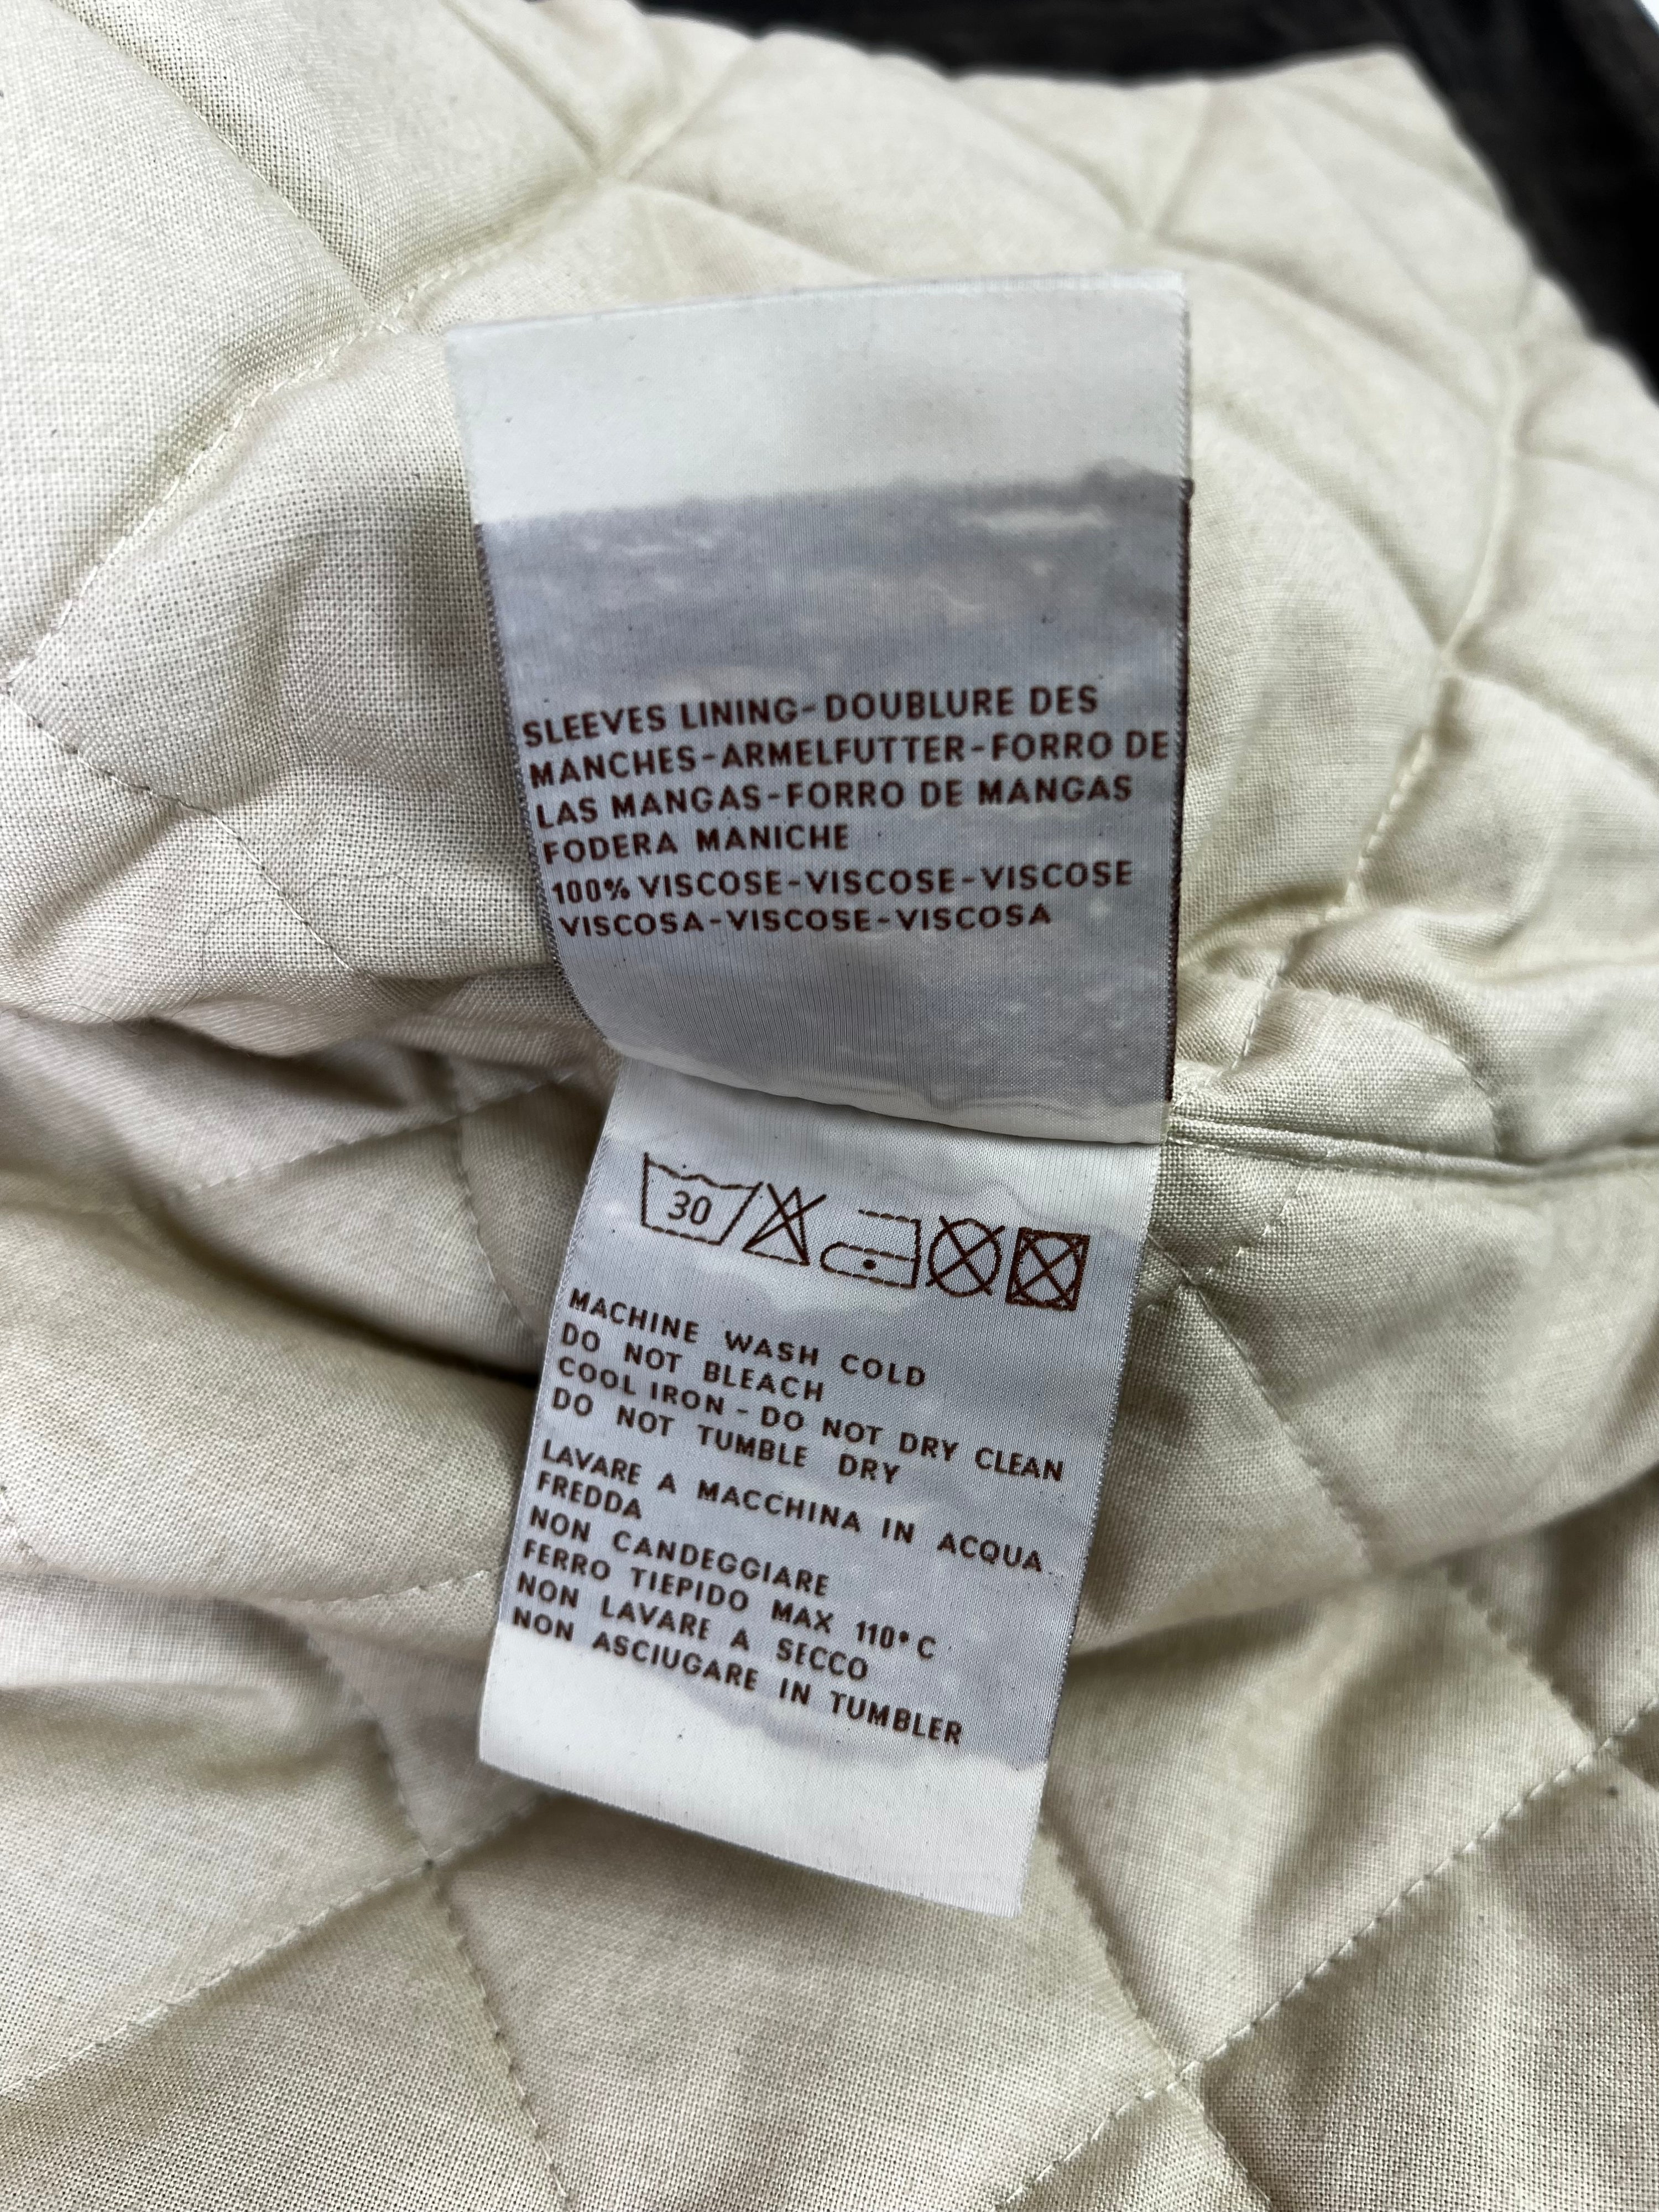 SLEEVES LINING-DOUBLURE DES
MANCHES-ARMELFUTTER-FORRO DE
LAS MANGAS-FORRO DE MANGAS
FODERA MANICHE
100% VISCOSE-VISCOSE-VISCOSE
VISCOSA-VISCOSE-VISCOSA
30
MACHINE WASH COLD
DO NOT BLEACH
COOL IRON - DO NOT DRY CLEAN
DO NOT TUMBLE DRY
LAVARE A MACCHINA IN ACQUA
FREDDA
NON CANDEGGIARE
FERRO TIEPIDO MAX 110°C
NON LAVARE A SECCO
NON ASCIUGARE IN TUMBLER